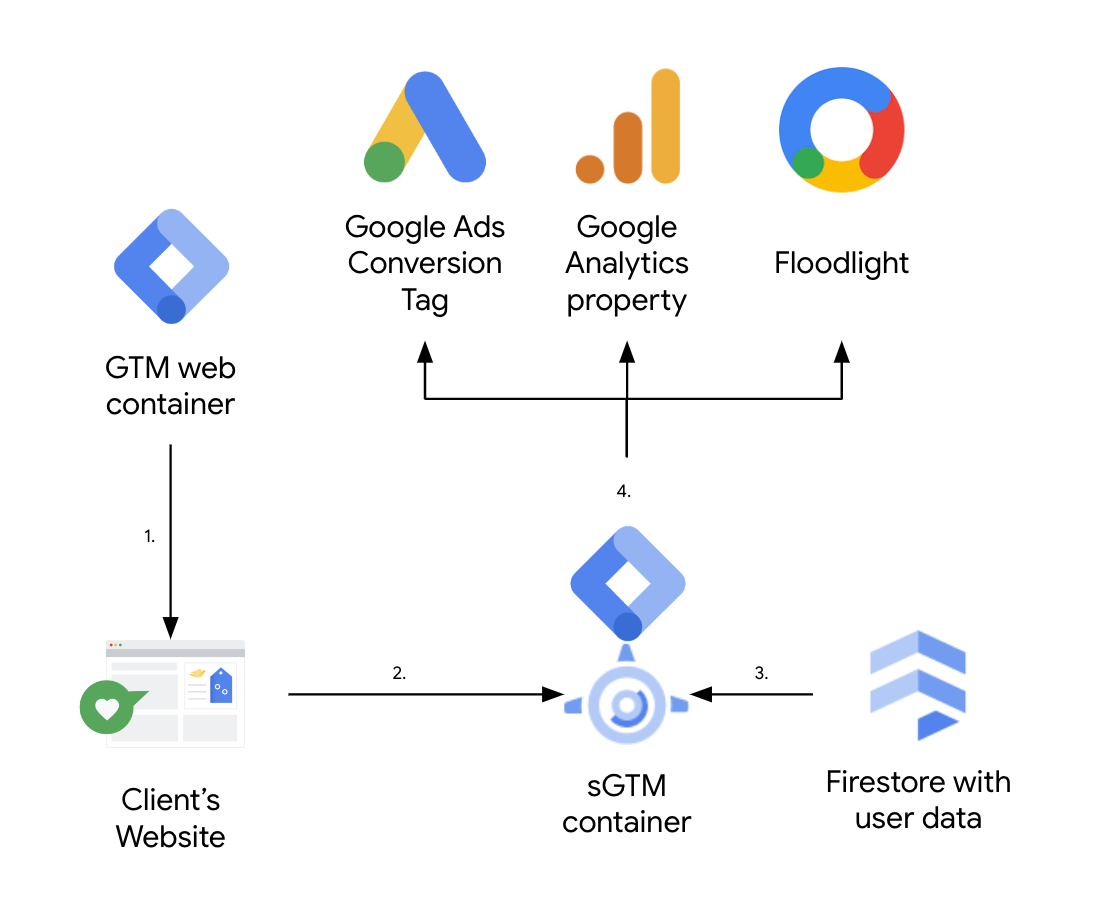 Google Ads
Conversion
Tag
Google
Analytics
property
Floodlight
GTM web
container
1.
4.
2.
3.
Client’s
Website
sGTM
container
Firestore with
user data